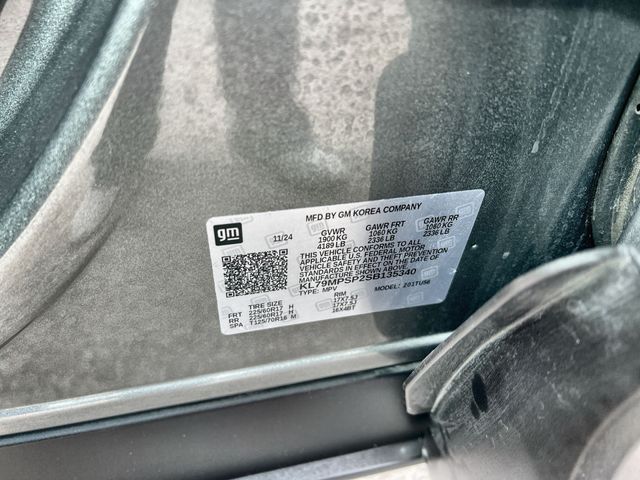 MFD BY GM KOREA COMPANY
gm
11/24
GVWR GAWR FRT GAWR RR
1900 KG 1060 KG 1060 KG
4189 LB 2336 LB 2336 LB
THIS VEHICLE CONFORMS TO ALL
APPLICABLE U.S. FEDERAL MOTOR
VEHICLE SAFETY AND THEFT PREVENTION
STANDARDS IN EFFECT ON THE DATE OF
MANUFACTURE SHOWN ABOVE.
KL79MPSP2SB135340
TYPE: MPV MODEL: 201TU56
TIRE SIZE RIM
FRT 225/60R17 H 17X7.5J
RR 225/60R17 H 17X7.5J
SPA T125/70R16 M 16X4BT